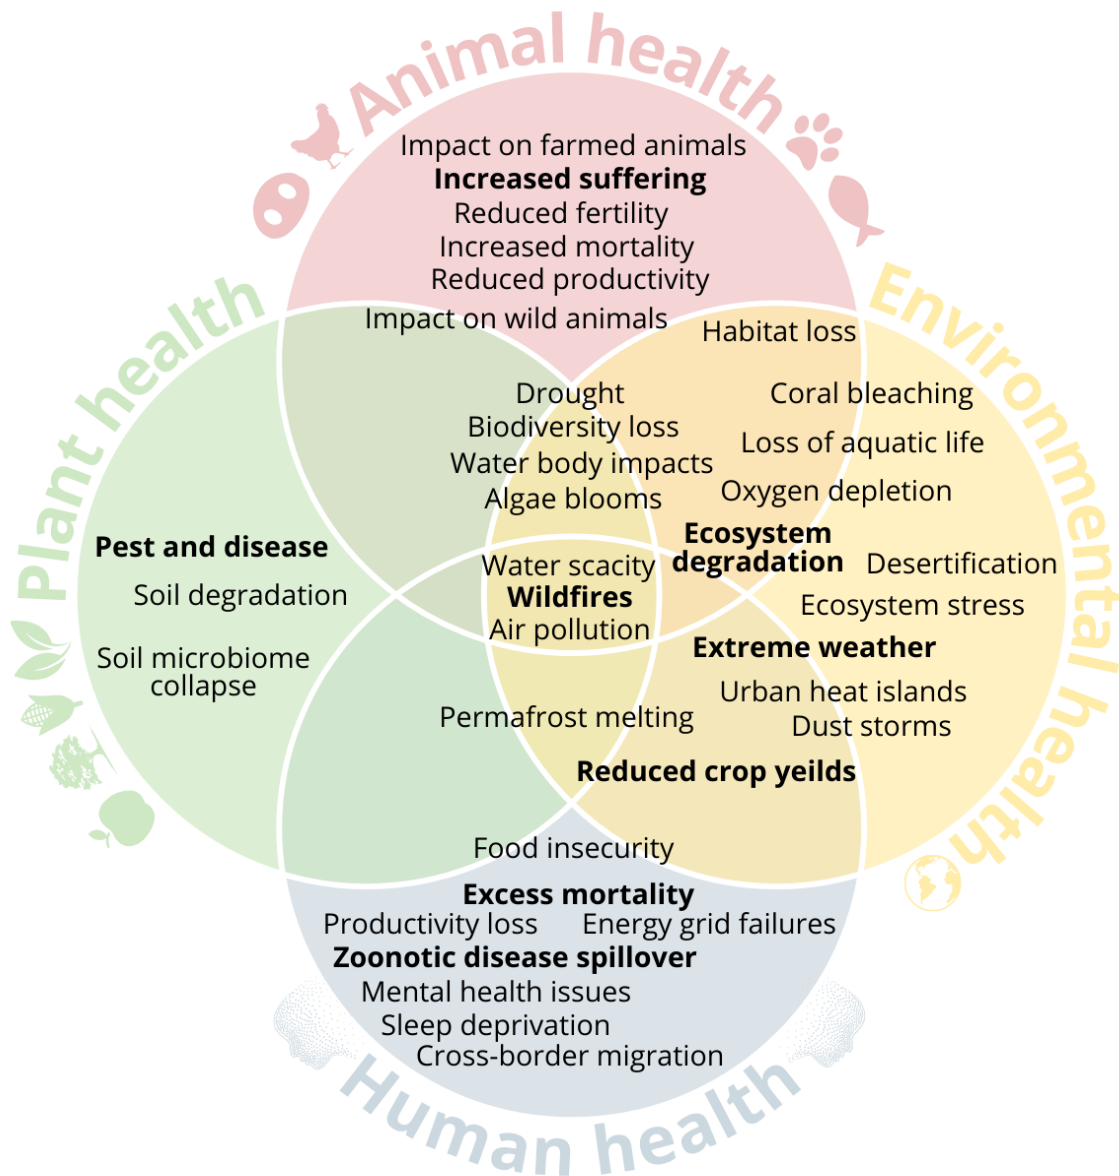 Animal health
Impact on farmed animals
Increased suffering
Reduced fertility
Increased mortality
Reduced productivity
Impact on wild animals
Environmental health
Habitat loss
Coral bleaching
Loss of aquatic life
Oxygen depletion
Ecosystem
degradation
Desertification
Ecosystem stress
Extreme weather
Urban heat islands
Dust storms
Reduced crop yeilds
Drought
Biodiversity loss
Water body impacts
Algae blooms
Water scacity
Wildfires
Air pollution
Permafrost melting
Plant health
Pest and disease
Soil degradation
Soil microbiome
collapse
Food insecurity
Excess mortality
Productivity loss
Energy grid failures
Zoonotic disease spillover
Mental health issues
Sleep deprivation
Cross-border migration
Human health